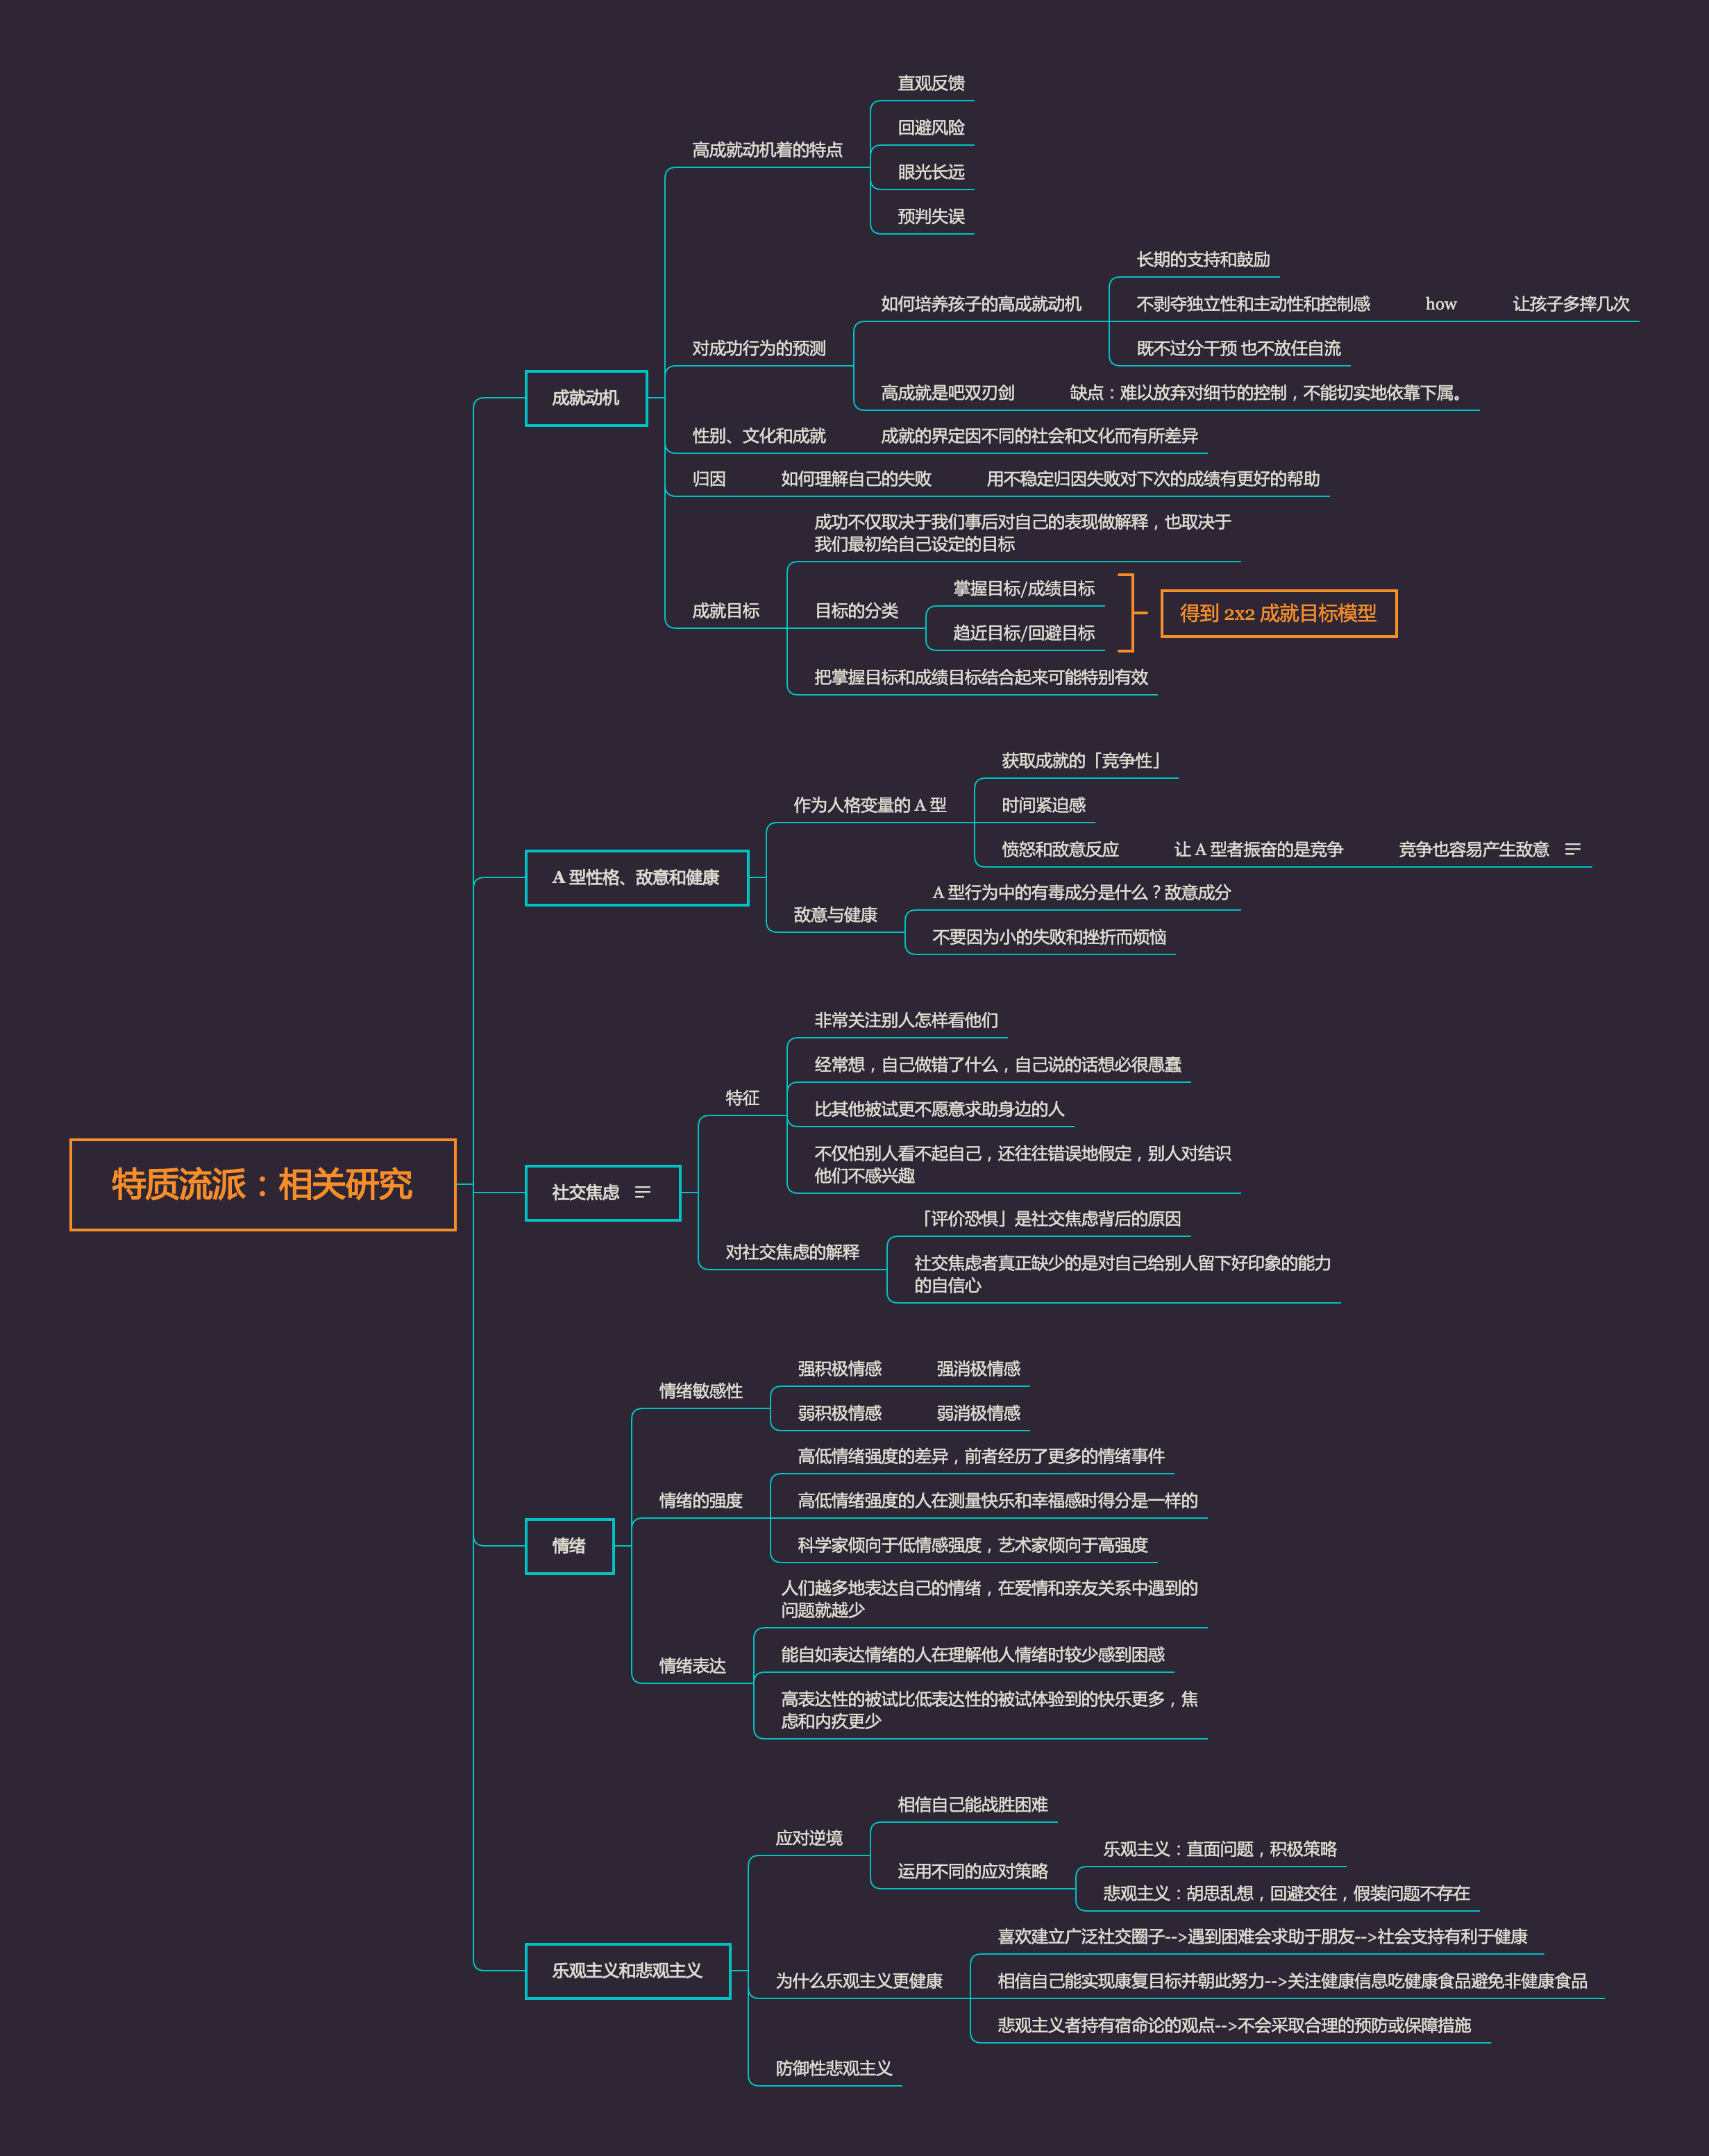 特质流派：相关研究
成就动机
高成就动机着的特点
直观反馈
回避风险
眼光长远
预判失误
对成功行为的预测
如何培养孩子的高成就动机
长期的支持和鼓励
不剥夺独立性和主动性和控制感
how
让孩子多摔几次
既不过分干预 也不放任自流
高成就是吧双刃剑
缺点：难以放弃对细节的控制，不能切实地依靠下属。
性别、文化和成就
成就的界定因不同的社会和文化而有所差异
归因
如何理解自己的失败
用不稳定归因失败对下次的成绩有更好的帮助
成就目标
成功不仅取决于我们事后对自己的表现做解释，也取决于
我们最初给自己设定的目标
目标的分类
掌握目标/成绩目标
趋近目标/回避目标
得到 2x2 成就目标模型
把掌握目标和成绩目标结合起来可能特别有效
A 型性格、敌意和健康
作为人格变量的 A 型
获取成就的「竞争性」
时间紧迫感
愤怒和敌意反应
让 A 型者振奋的是竞争
竞争也容易产生敌意
敌意与健康
A 型行为中的有毒成分是什么？敌意成分
不要因为小的失败和挫折而烦恼
社交焦虑
特征
非常关注别人怎样看他们
经常想，自己做错了什么，自己说的话想必很愚蠢
比其他被试更不愿意求助身边的人
不仅怕别人看不起自己，还往往错误地假定，别人对结识
他们不感兴趣
对社交焦虑的解释
「评价恐惧」是社交焦虑背后的原因
社交焦虑者真正缺少的是对自己给别人留下好印象的能力
的自信心
情绪
情绪敏感性
强积极情感
强消极情感
弱积极情感
弱消极情感
情绪的强度
高低情绪强度的差异，前者经历了更多的情绪事件
高低情绪强度的人在测量快乐和幸福感时得分是一样的
科学家倾向于低情感强度，艺术家倾向于高强度
情绪表达
人们越多地表达自己的情绪，在爱情和亲友关系中遇到的
问题就越少
能自如表达情绪的人在理解他人情绪时较少感到困惑
高表达性的被试比低表达性的被试体验到的快乐更多，焦
虑和内疚更少
乐观主义和悲观主义
应对逆境
相信自己能战胜困难
运用不同的应对策略
乐观主义：直面问题，积极策略
悲观主义：胡思乱想，回避交往，假装问题不存在
为什么乐观主义更健康
喜欢建立广泛社交圈子-->遇到困难会求助于朋友-->社会支持有利于健康
相信自己能实现康复目标并朝此努力-->关注健康信息吃健康食品避免非健康食品
悲观主义者持有宿命论的观点-->不会采取合理的预防或保障措施
防御性悲观主义